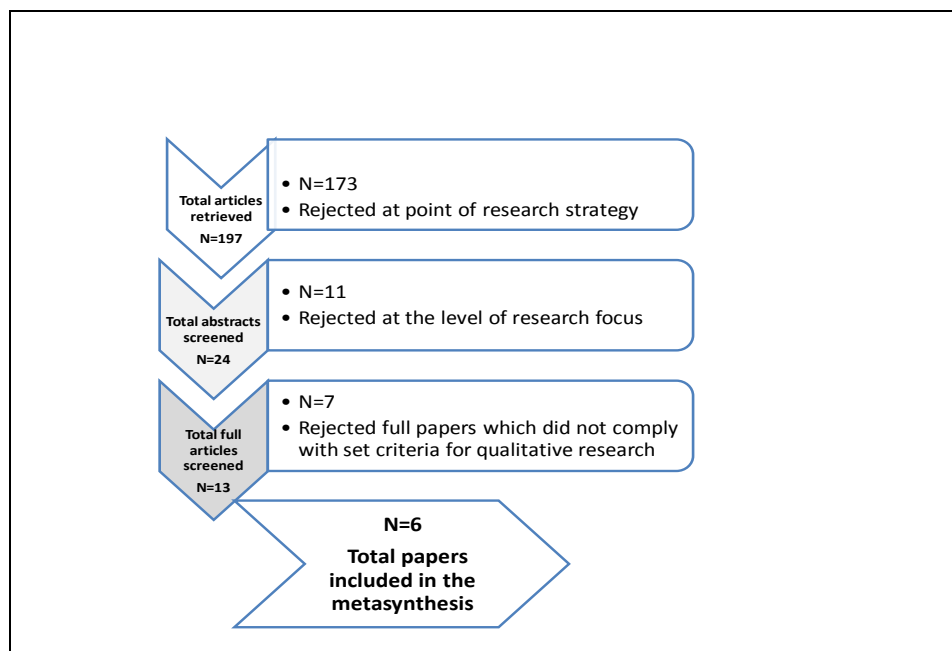 Total articles
retrieved
N=197
• N=173
• Rejected at point of research strategy
Total abstracts
screened
N=24
• N=11
• Rejected at the level of research focus
Total full
articles
screened
N=13
• N=7
• Rejected full papers which did not comply
with set criteria for qualitative research
N=6
Total papers
included in the
metasynthesis